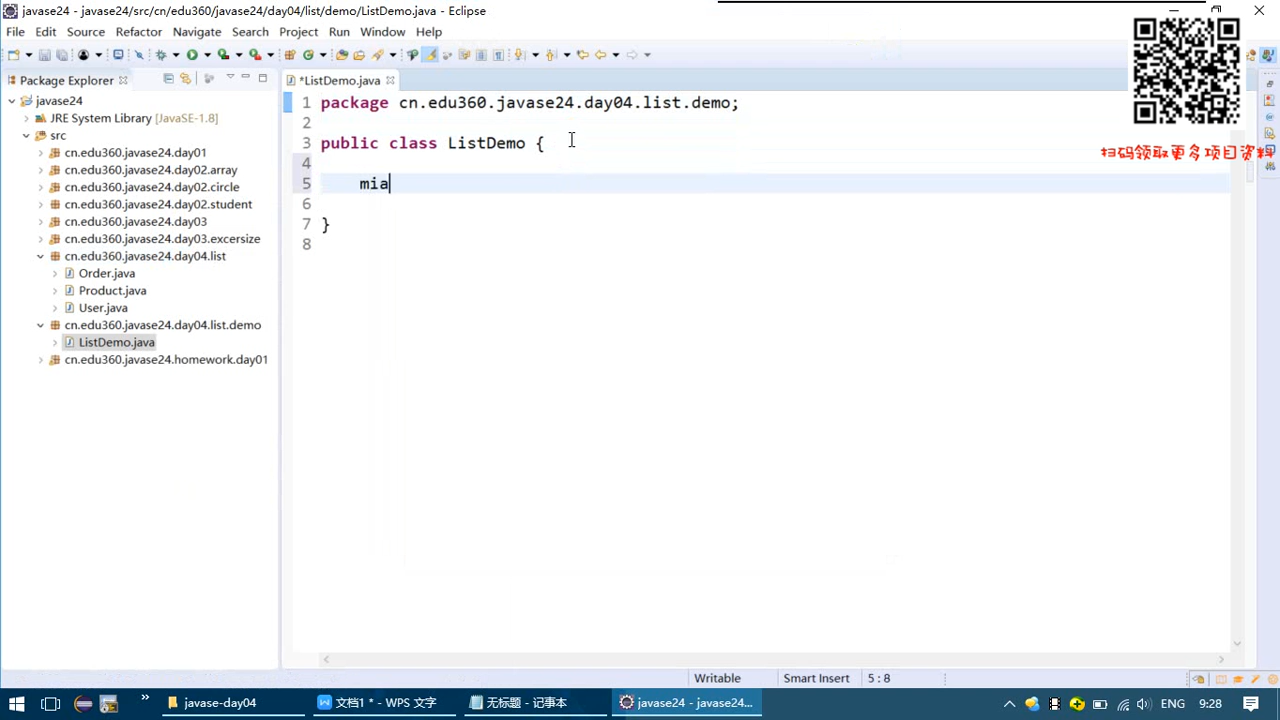 javase24 - javase24/src/cn/edu360/javase24/day04/list/demo/ListDemo.java - Eclipse
File Edit Source Refactor Navigate Search Project Run Window Help
Package Explorer
*ListDemo.java
javase24
JRE System Library [JavaSE-1.8]
src
cn.edu360.javase24.day01
cn.edu360.javase24.day02.array
cn.edu360.javase24.day02.circle
cn.edu360.javase24.day02.student
cn.edu360.javase24.day03
cn.edu360.javase24.day03.excersize
cn.edu360.javase24.day04.list
Order.java
Product.java
User.java
cn.edu360.javase24.day04.list.demo
ListDemo.java
cn.edu360.javase24.homework.day01
1 package cn.edu360.javase24.day04.list.demo;
2
3 public class ListDemo {
4
5 mia
6
7 }
8
扫码领取更多项目资料
Writable Smart Insert 5 : 8
javase-day04 文档1 * - WPS 文字 无标题 - 记事本 javase24 - javase24... ENG 9:28